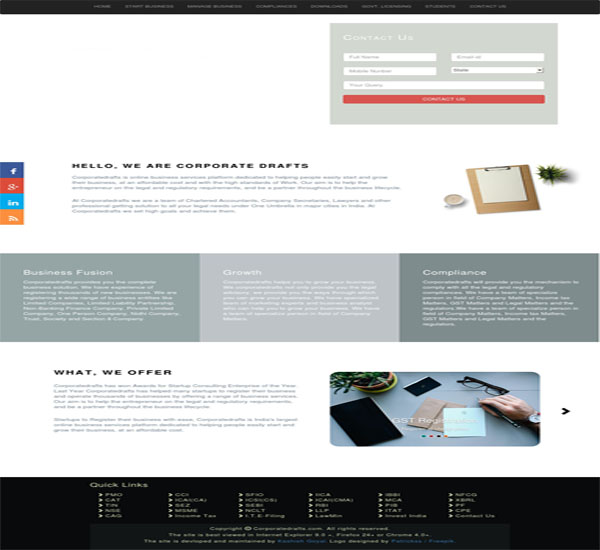 HOME START BUSINESS MANAGE BUSINESS COMPLIANCES DOWNLOADS GOVT. LICENSING STUDENTS CONTACT US
Contact Us
Full Name Email id
Mobile Number State
Your Query
CONTACT US
HELLO, WE ARE CORPORATE DRAFTS
Corporatedrafts is online business services platform dedicated to helping people easily start and grow
their business, at an affordable cost and with the high standards of Work. Our aim is to help the
entrepreneur on the legal and regulatory requirements, and be a partner throughout the business lifecycle.
At Corporatedrafts we are a team of Chartered Accountants, Company Secretaries, Lawyers and other
professional getting solution to all your legal needs under One Umbrella in major cities in India. At
Corporatedrafts we set high goals and achieve them.
Business Fusion
Corporatedrafts provides you the complete
business solution. We have experience of
registering thousands of new businesses. We are
registering a wide range of business entities like
Limited Companies, Limited Liability Partnership,
Non-Banking Finance Company, Private Limited
Company, One Person Company, Nidhi Company,
Trust, Society and Section 8 Company
Growth
Corporatedrafts helps you to grow your business.
We corporatedrafts not only provide you the legal
advisory, we provide you the ways through which
you can grow your business. We have specialized
team of marketing experts and business analyst
who can help you to grow your business. We have
a team of specialize person in field of Company
Matters.
Compliance
Corporatedrafts will provide you the mechanism to
comply with all the legal and regulatory
compliances. We have a team of specialize
person in field of Company Matters, Income tax
Matters, GST Matters and Legal Matters and the
regulators.We have a team of specialize person in
field of Company Matters, Income tax Matters,
GST Matters and Legal Matters and the
regulators.
WHAT, WE OFFER
Corporatedrafts has won Awards for Startup Consulting Enterprise of the Year.
Last Year Corporatedrafts has helped many startups to register their business
and operate thousands of businesses by offering a range of business services.
Our aim is to help the entrepreneur on the legal and regulatory requirements,
and be a partner throughout the business lifecycle.
Startups to Register their business with ease, Corporatedrafts is India's largest
online business services platform dedicated to helping people easily start and
grow their business, at an affordable cost.
GST Registration
Quick Links
PMO CCI SFIO IICA IBBI NFCG
CAT ICAI(CA) ICSI(CS) ICAI(CMA) MCA XBRL
TIN SEZ SEBI RBI PIB PF
NSE MSME NCLT LLP ITAT CPE
CAG Income Tax I.T.E-Filing LawMin Invest India Contact Us
Copyright © Corporatedrafts.com. All rights reserved.
The site is best viewed in Internet Explorer 9.0 +, Firefox 24+ or Chrome 4.0+.
The site is devloped and maintained by Kashish Goyal. Logo designed by Patrickss / Freepik.